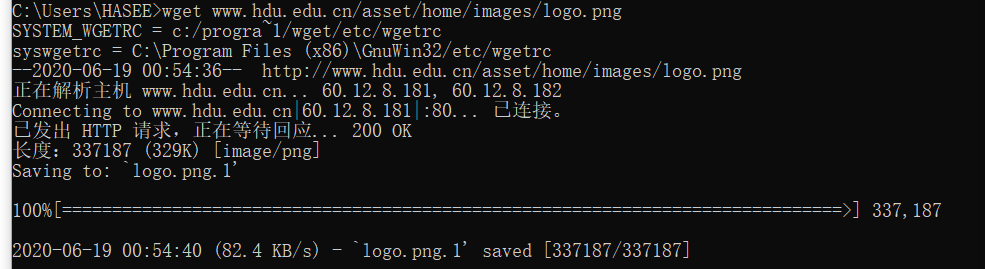 C:\Users\HASEE>wget www.hdu.edu.cn/asset/home/images/logo.png
SYSTEM_WGETRC = c:/progra~1/wget/etc/wgetrc
syswgetrc = C:\Program Files (x86)\GnuWin32/etc/wgetrc
--2020-06-19 00:54:36--  http://www.hdu.edu.cn/asset/home/images/logo.png
正在解析主机 www.hdu.edu.cn... 60.12.8.181, 60.12.8.182
Connecting to www.hdu.edu.cn|60.12.8.181|:80... 已连接。
已发出 HTTP 请求，正在等待回应... 200 OK
长度：337187 (329K) [image/png]
Saving to: `logo.png.1'
100%[==============================================================================>] 337,187
2020-06-19 00:54:40 (82.4 KB/s) - `logo.png.1' saved [337187/337187]